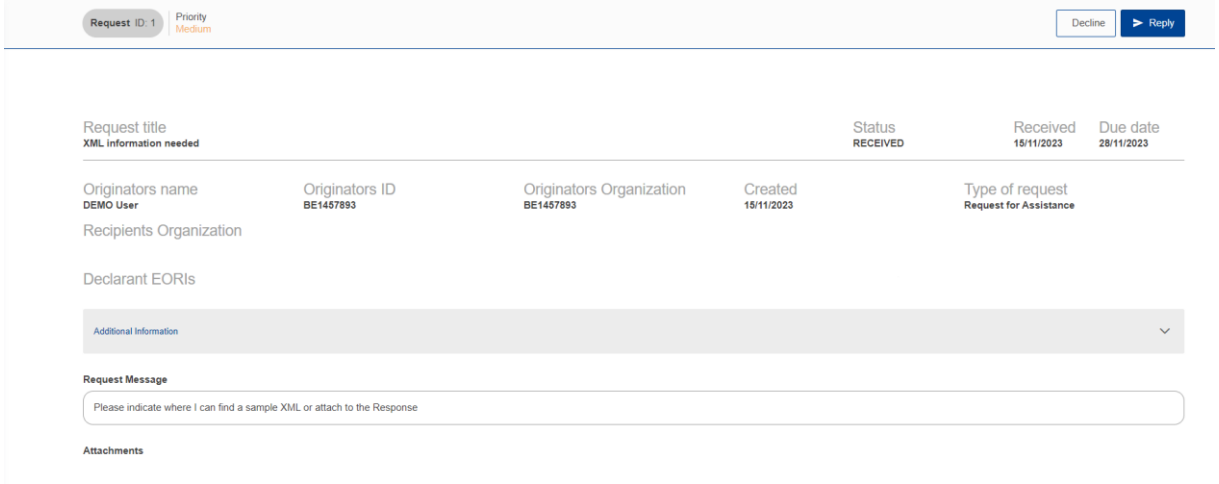 Request ID: 1
Priority
Medium
Decline
Reply
Request title
XML information needed
Status
RECEIVED
Received
15/11/2023
Due date
28/11/2023
Originators name
DEMO User
Originators ID
BE1457893
Originators Organization
BE1457893
Created
15/11/2023
Type of request
Request for Assistance
Recipients Organization
Declarant EORIs
Additional Information
Request Message
Please indicate where I can find a sample XML or attach to the Response
Attachments